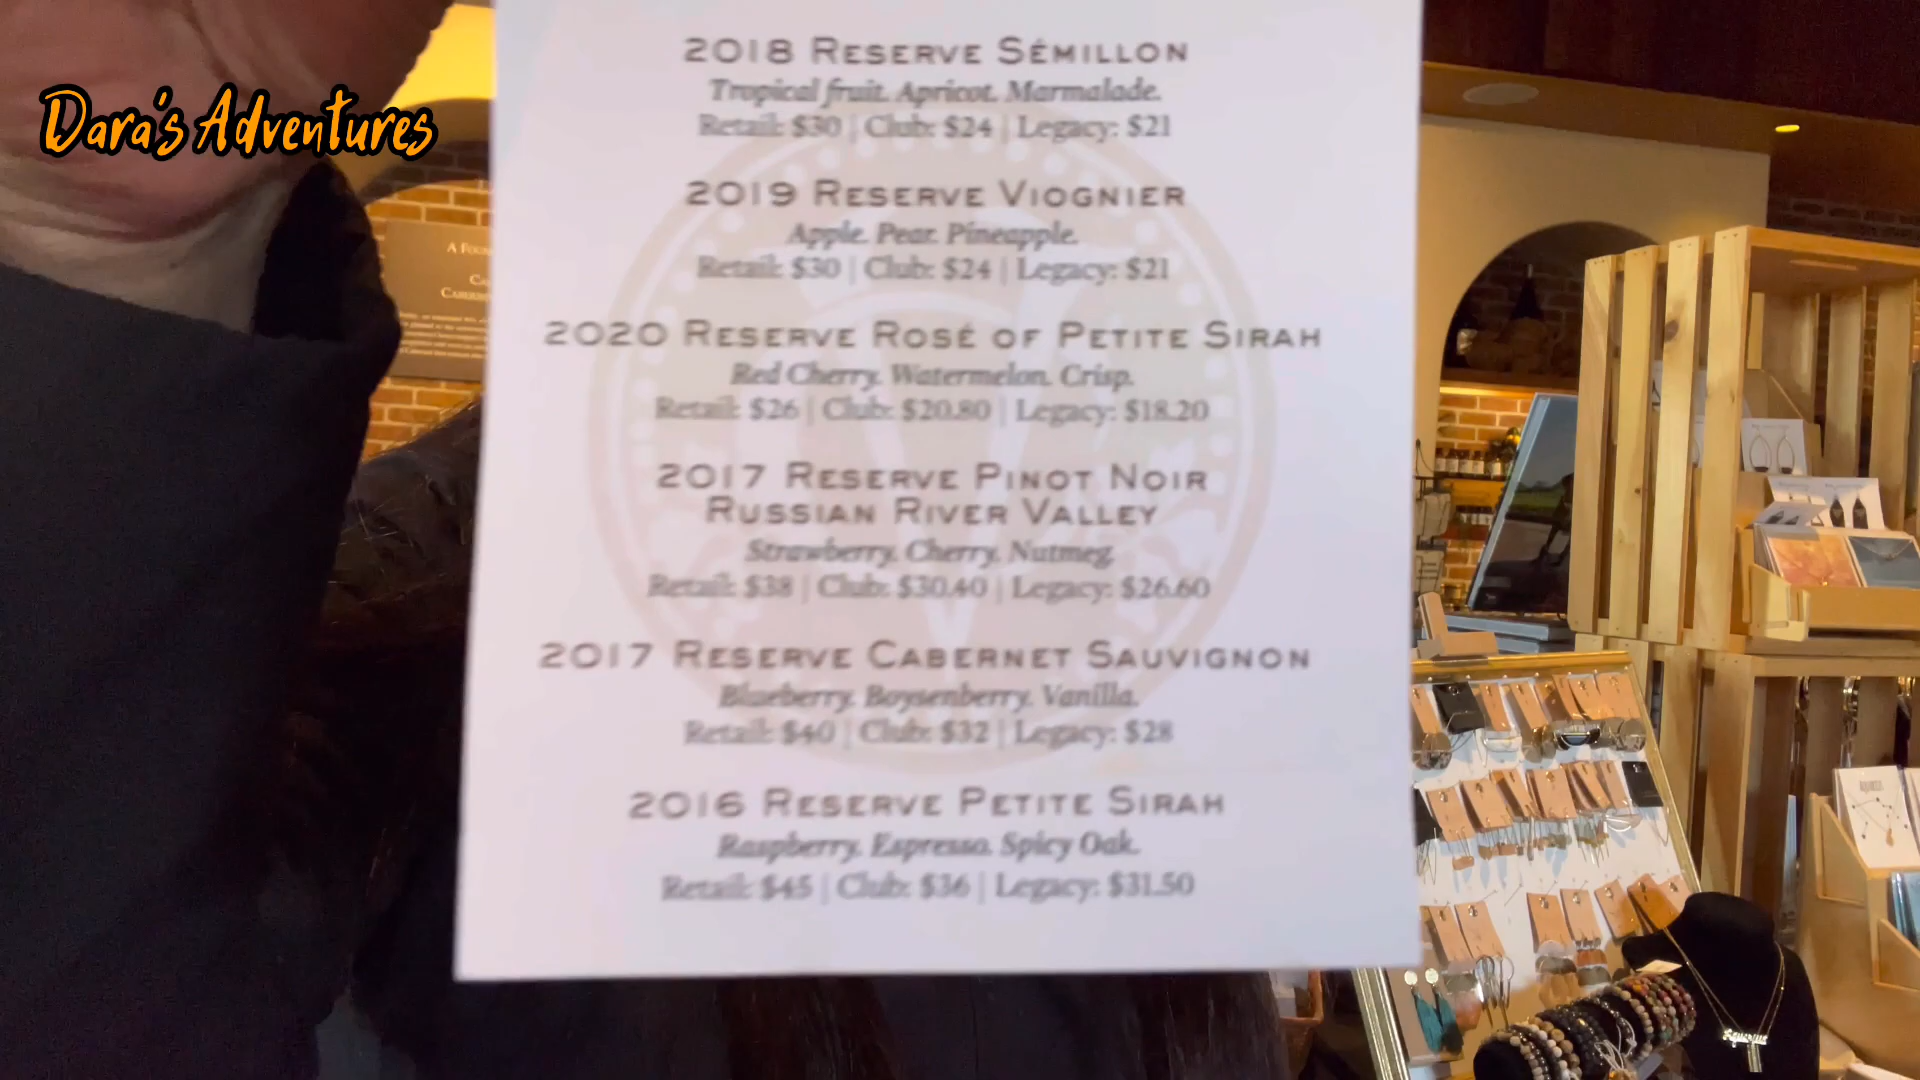 Dara's Adventures
2018 RESERVE SÉMILLON
Tropical fruit. Apricot. Marmalade.
Retail: $30 | Club: $24 | Legacy: $21
2019 RESERVE VIOGNIER
Apple. Pear. Pineapple.
Retail: $30 | Club: $24 | Legacy: $21
2020 RESERVE ROSÉ OF PETITE SIRAH
Red Cherry. Watermelon. Crisp.
Retail: $26 | Club: $20.80 | Legacy: $18.20
2017 RESERVE PINOT NOIR
RUSSIAN RIVER VALLEY
Strawberry. Cherry. Nutmeg.
Retail: $38 | Club: $30.40 | Legacy: $26.60
2017 RESERVE CABERNET SAUVIGNON
Blueberry. Boysenberry. Vanilla.
Retail: $40 | Club: $32 | Legacy: $28
2016 RESERVE PETITE SIRAH
Raspberry. Espresso. Spicy Oak.
Retail: $45 | Club: $36 | Legacy: $31.50